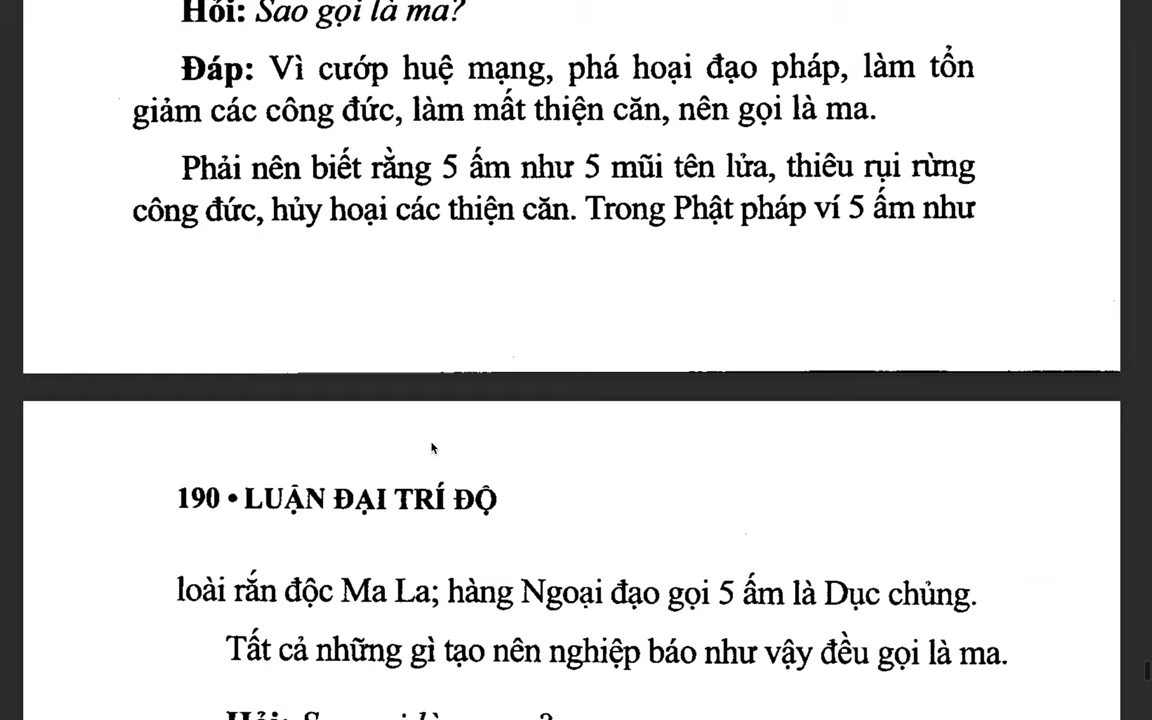 Hỏi: Sao gọi là ma?
Đáp: Vì cướp huệ mạng, phá hoại đạo pháp, làm tổn
giảm các công đức, làm mất thiện căn, nên gọi là ma.
Phải nên biết rằng 5 ấm như 5 mũi tên lửa, thiêu rụi rừng
công đức, hủy hoại các thiện căn. Trong Phật pháp ví 5 ấm như
190 • LUẬN ĐẠI TRÍ ĐỘ
loài rắn độc Ma La; hàng Ngoại đạo gọi 5 ấm là Dục chủng.
Tất cả những gì tạo nên nghiệp báo như vậy đều gọi là ma.
Hỏi: